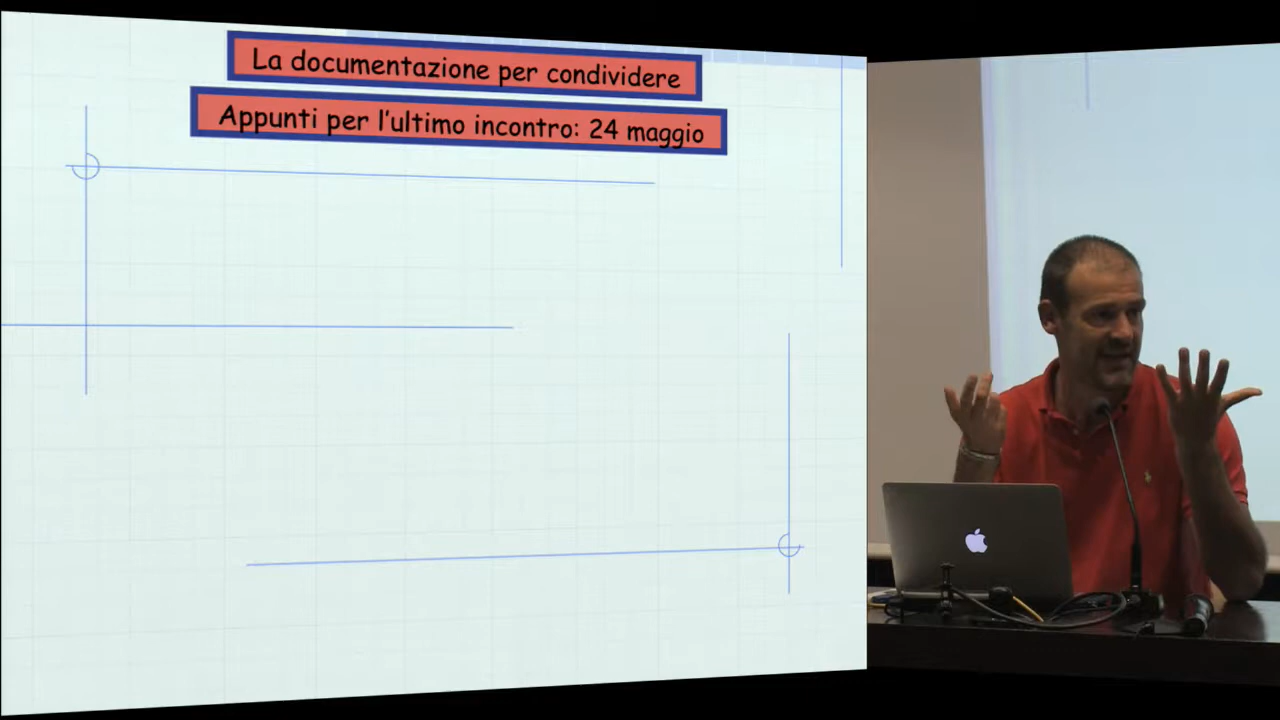 La documentazione per condividere
Appunti per l'ultimo incontro: 24 maggio